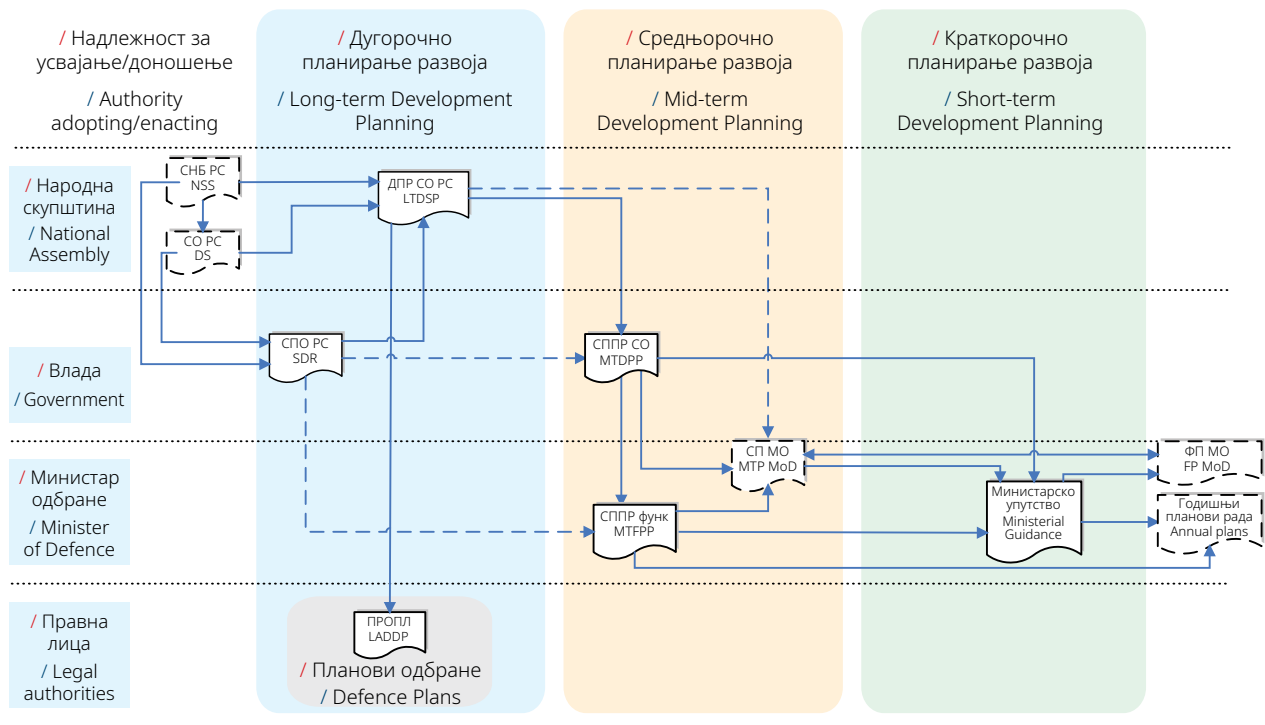 / Надлежност за
усвајање/доношење
/ Authority
adopting/enacting
/ Дугорочно
планирање развоја
/ Long-term Development
Planning
/ Средњорочно
планирање развоја
/ Mid-term
Development Planning
/ Краткорочно
планирање развоја
/ Short-term
Development Planning
/ Народна
скупштина
/ National
Assembly
СНБ РС
NSS
СО РС
DS
ДПР СО РС
LTDSP
/ Влада
/ Government
СПО РС
SDR
СППР СО
MTDPP
/ Министар
одбране
/ Minister
of Defence
СП МО
MTP MoD
СППР функ
MTFPP
Министарско
упутство
Ministerial
Guidance
ФП МО
FP MoD
Годишњи
планови рада
Annual plans
/ Правна
лица
/ Legal
authorities
ПРОПЛ
LADDP
/ Планови одбране
/ Defence Plans